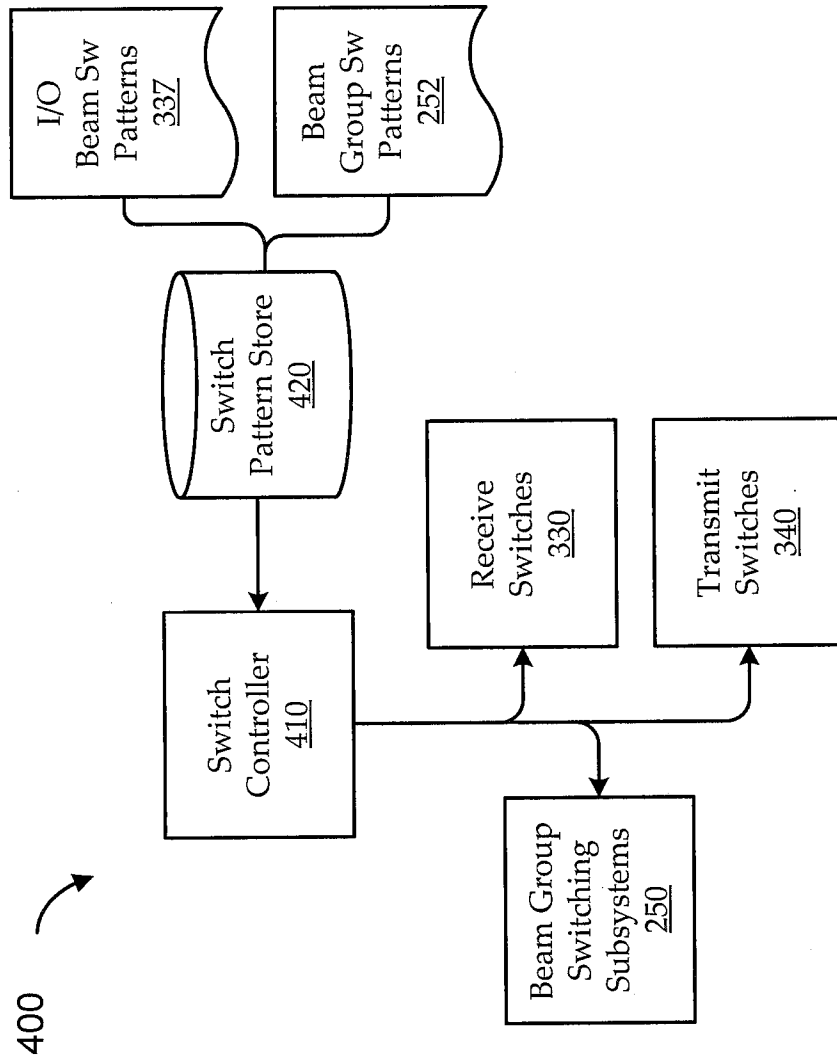 400
I/O
Beam Sw
Patterns
337
Beam
Group Sw
Patterns
252
Switch
Pattern Store
420
Switch
Controller
410
Receive
Switches
330
Transmit
Switches
340
Beam Group
Switching
Subsystems
250